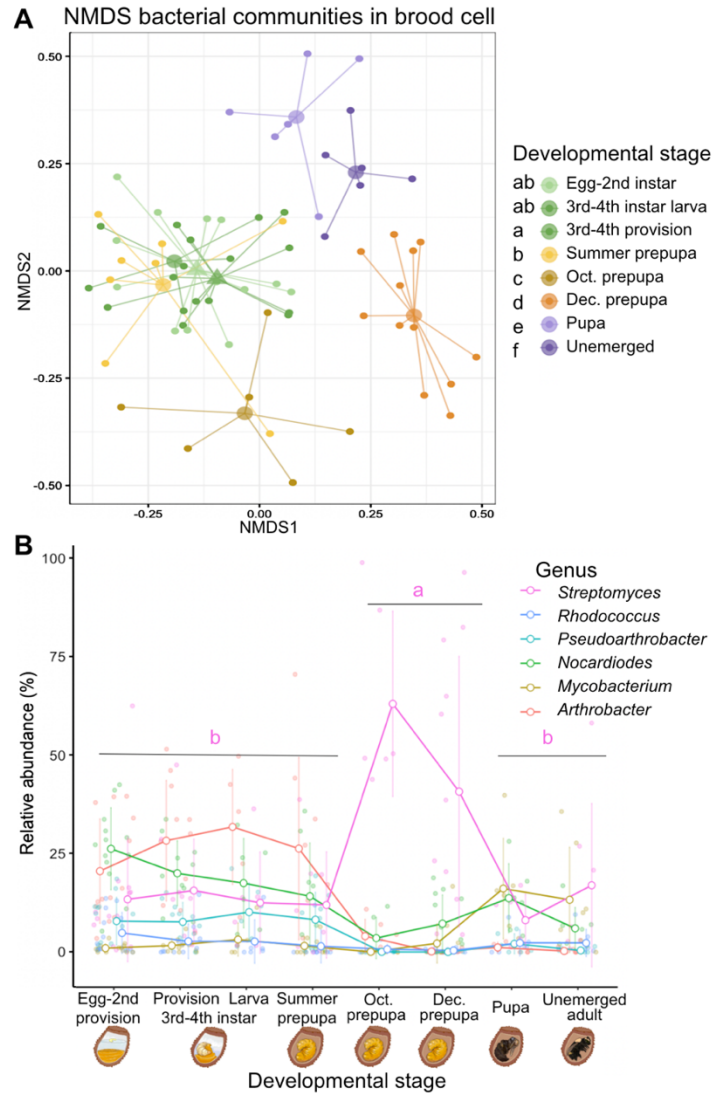 A NMDS bacterial communities in brood cell
0.50
0.25
0.00
-0.25
-0.50
NMDS2
-0.25 0.00 0.25 0.50
NMDS1
Developmental stage
ab Egg-2nd instar
ab 3rd-4th instar larva
a 3rd-4th provision
b Summer prepupa
c Oct. prepupa
d Dec. prepupa
e Pupa
f Unemerged
B
100
75
50
25
0
Relative abundance (%)
b
a
b
Genus
Streptomyces
Rhodococcus
Pseudoarthrobacter
Nocardiodes
Mycobacterium
Arthrobacter
Egg-2nd Provision Larva Summer Oct. Dec. Pupa Unemerged
provision 3rd-4th instar prepupa prepupa prepupa adult
Developmental stage